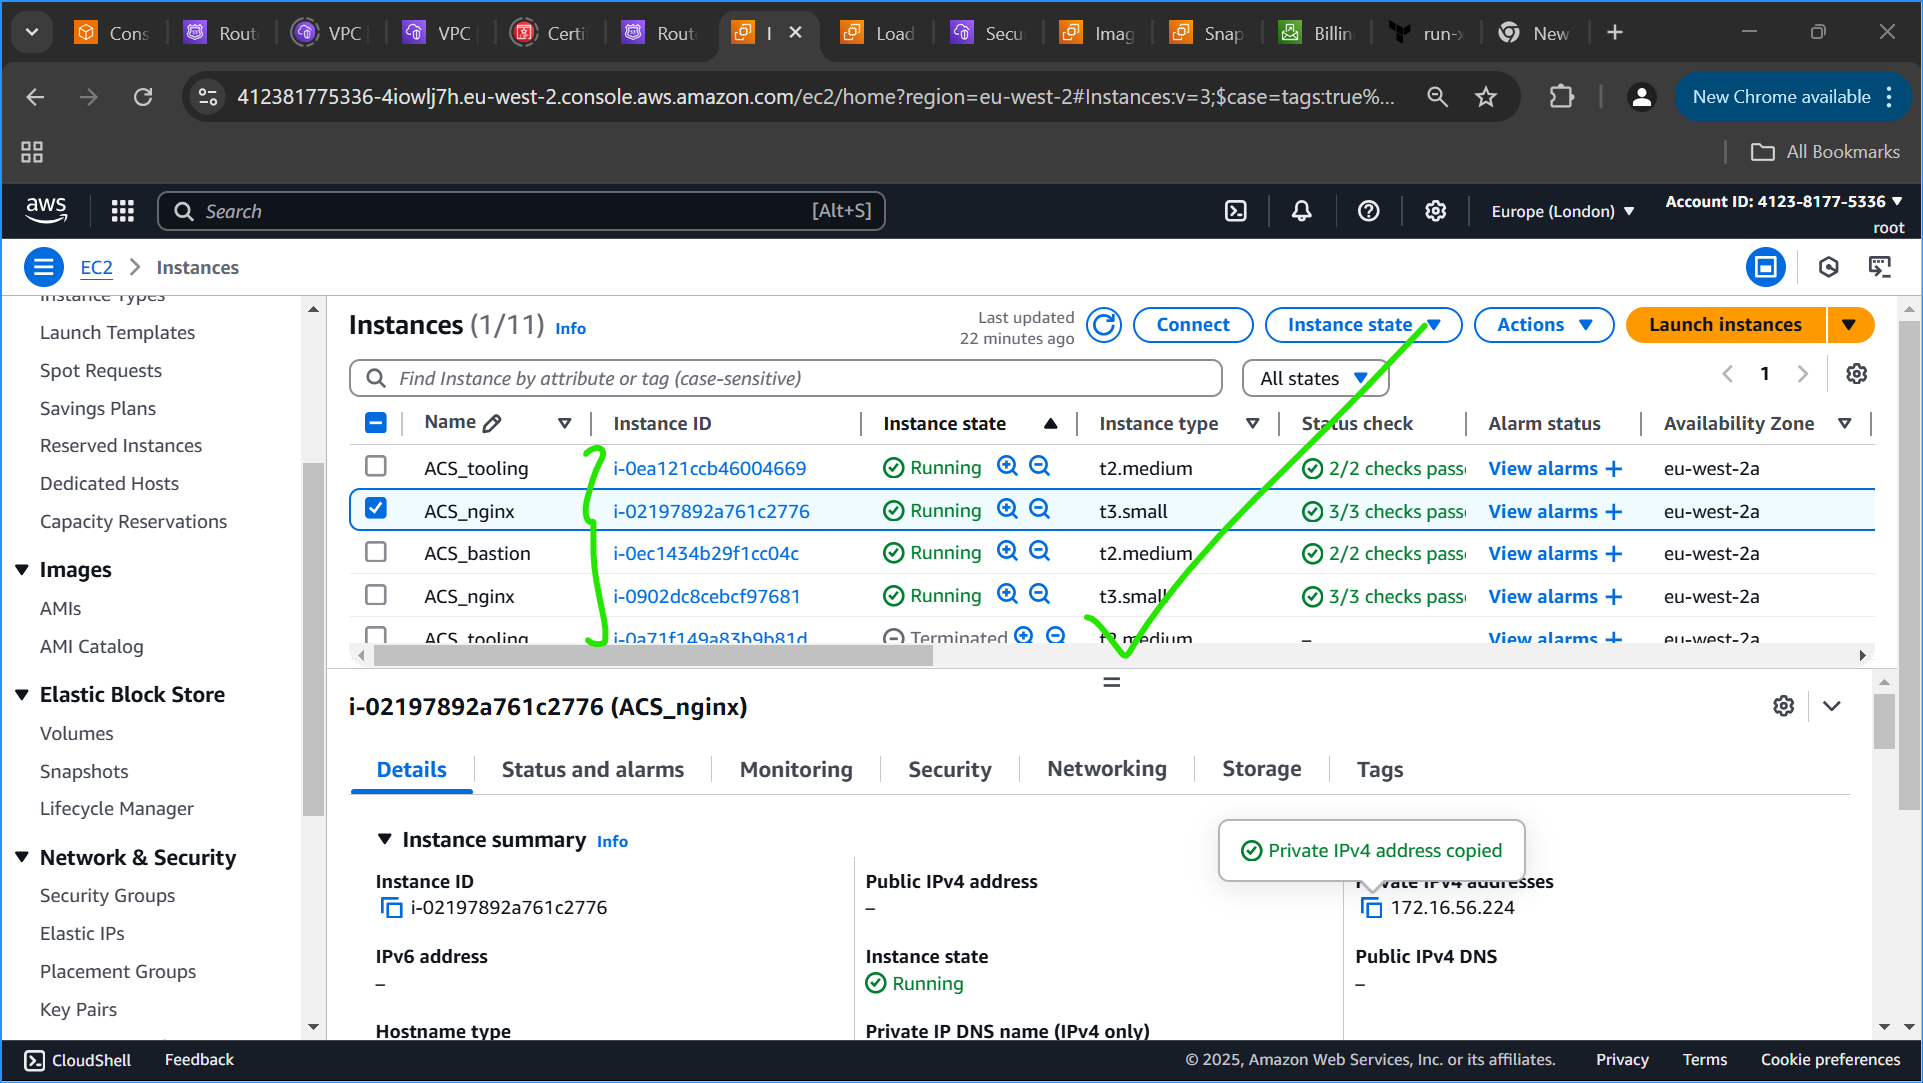 Cons
Route
VPC
VPC
Certi
Route
I
Load
Secu
Imag
Snap
Billin
run-x
New
412381775336-4iowlj7h.eu-west-2.console.aws.amazon.com/ec2/home?region=eu-west-2#Instances:v=3;$case=tags:true%...
New Chrome available
All Bookmarks
aws
Search
[Alt+S]
Europe (London)
Account ID: 4123-8177-5336
root
EC2 > Instances
Instance Types
Launch Templates
Spot Requests
Savings Plans
Reserved Instances
Dedicated Hosts
Capacity Reservations
Images
AMIs
AMI Catalog
Elastic Block Store
Volumes
Snapshots
Lifecycle Manager
Network & Security
Security Groups
Elastic IPs
Placement Groups
Key Pairs
Instances (1/11) Info
Last updated
22 minutes ago
Connect
Instance state
Actions
Launch instances
Find Instance by attribute or tag (case-sensitive)
All states
1
Name Instance ID Instance state Instance type Status check Alarm status Availability Zone
ACS_tooling i-0ea121ccb46004669 Running t2.medium 2/2 checks passe View alarms + eu-west-2a
ACS_nginx i-02197892a761c2776 Running t3.small 3/3 checks passe View alarms + eu-west-2a
ACS_bastion i-0ec1434b29f1cc04c Running t2.medium 2/2 checks passe View alarms + eu-west-2a
ACS_nginx i-0902dc8cebcf97681 Running t3.small 3/3 checks passe View alarms + eu-west-2a
ACS_tooling i-0a71f149a83b9b81d Terminated t2.medium – View alarms + eu-west-2a
i-02197892a761c2776 (ACS_nginx)
Details
Status and alarms
Monitoring
Security
Networking
Storage
Tags
Instance summary Info
Private IPv4 address copied
Instance ID
i-02197892a761c2776
Public IPv4 address
–
Private IPv4 addresses
172.16.56.224
IPv6 address
–
Instance state
Running
Public IPv4 DNS
–
Hostname type
Private IP DNS name (IPv4 only)
CloudShell
Feedback
© 2025, Amazon Web Services, Inc. or its affiliates.
Privacy
Terms
Cookie preferences